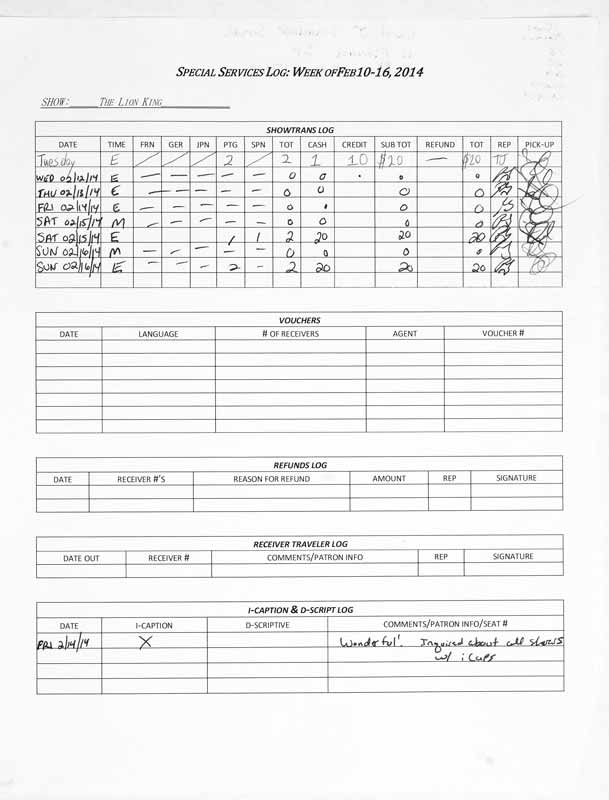 SPECIAL SERVICES LOG: WEEK OF FEB 10-16, 2014
SHOW: THE LION KING
SHOWTRANS LOG
DATE TIME FRN GER JPN PTG SPN TOT CASH CREDIT SUB TOT REFUND TOT REP PICK-UP
Tuesday E / / / 2 / 2 1 10 $20 — $20 TJ
WED 02/12/14 E — — — — — 0 0 . 0 0
THU 02/13/14 E — — — — — 0 0 0 0
FRI 02/14/14 E — — — — — 0 0 0
SAT 02/15/14 M — — — — — 0 0 0 0
SAT 02/15/14 E — — — 1 1 2 20 20 20
SUN 02/16/14 M — — — — — 0 0 0 0
SUN 02/16/14 E — — — 2 — 2 20 20 20
VOUCHERS
DATE LANGUAGE # OF RECEIVERS AGENT VOUCHER #
REFUNDS LOG
DATE RECEIVER #'S REASON FOR REFUND AMOUNT REP SIGNATURE
RECEIVER TRAVELER LOG
DATE OUT RECEIVER # COMMENTS/PATRON INFO REP SIGNATURE
I-CAPTION & D-SCRIPT LOG
DATE I-CAPTION D-SCRIPTIVE COMMENTS/PATRON INFO/SEAT #
FRI 2/14/14 X Wonderful! Inquired about all shows
w/ iCaps